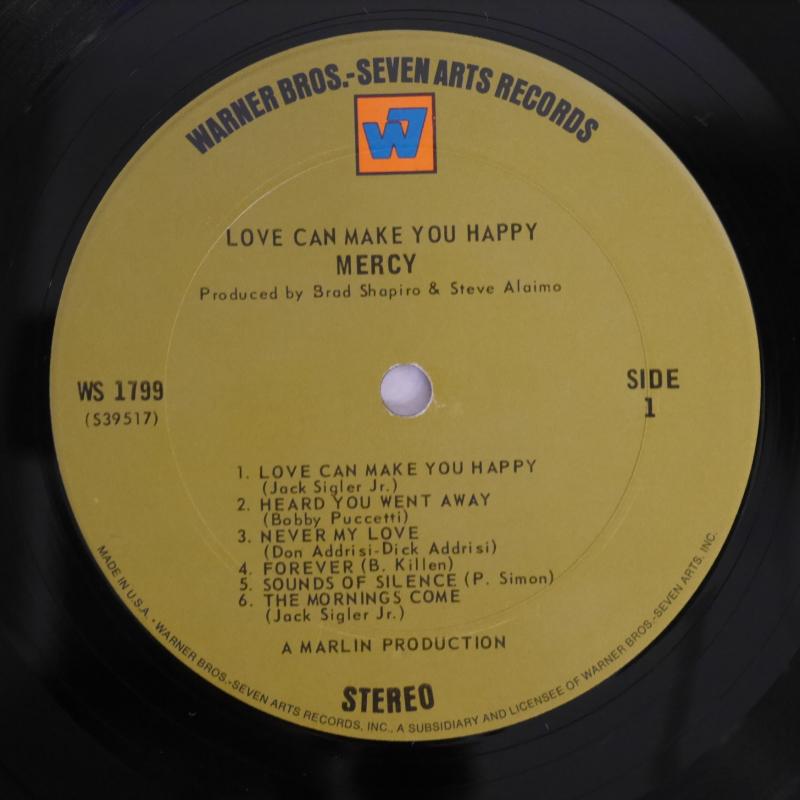 WARNER BROS.-SEVEN ARTS RECORDS
W7
LOVE CAN MAKE YOU HAPPY
MERCY
Produced by Brad Shapiro & Steve Alaimo
WS 1799
(S39517)
SIDE
1
1. LOVE CAN MAKE YOU HAPPY
(Jack Sigler Jr.)
2. HEARD YOU WENT AWAY
(Bobby Puccetti)
3. NEVER MY LOVE
(Don Addrisi-Dick Addrisi)
4. FOREVER (B. Killen)
5. SOUNDS OF SILENCE (P. Simon)
6. THE MORNINGS COME
(Jack Sigler Jr.)
A MARLIN PRODUCTION
STEREO
MADE IN U.S.A. • WARNER BROS.-SEVEN ARTS RECORDS, INC., A SUBSIDIARY AND LICENSEE OF WARNER BROS.-SEVEN ARTS, INC.